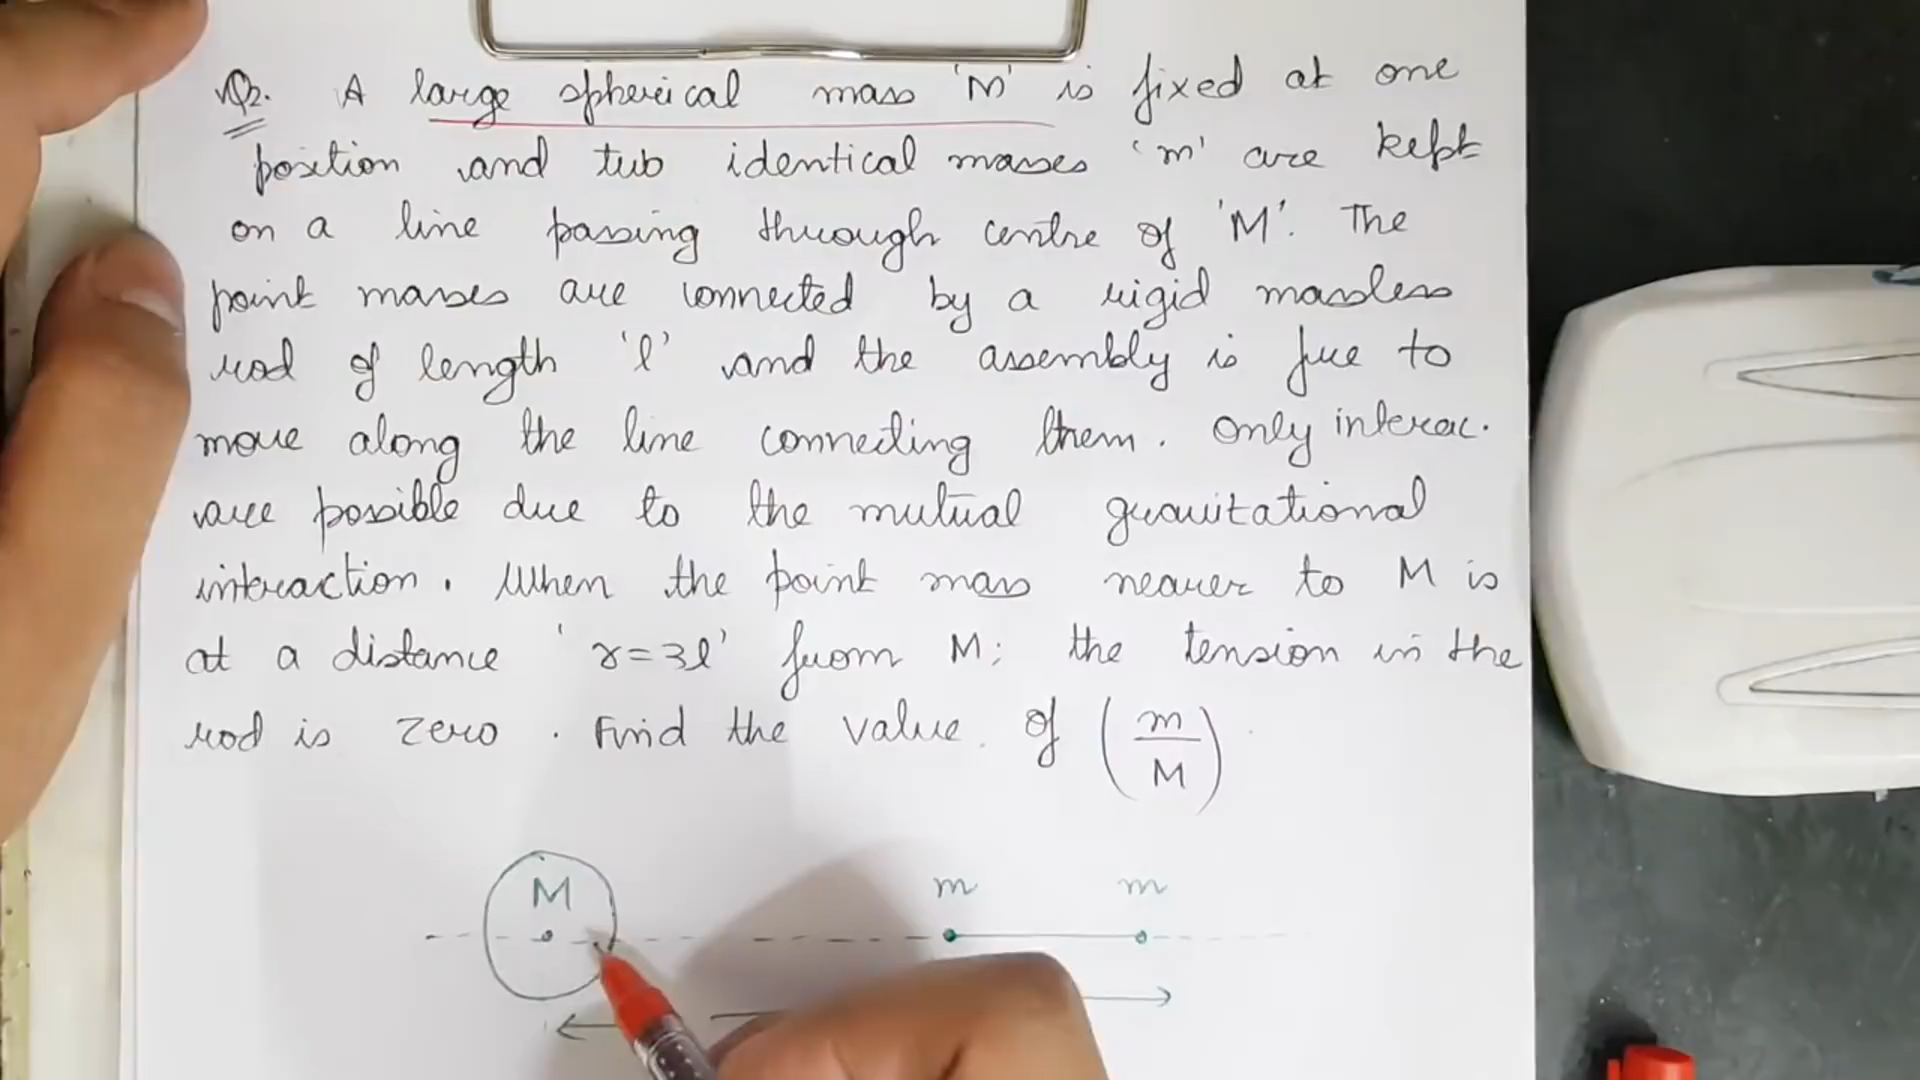 Q2. A large spherical mass 'M' is fixed at one
position and two identical masses 'm' are kept
on a line passing through centre of 'M'. The
point masses are connected by a rigid massless
rod of length 'l' and the assembly is free to
move along the line connecting them. Only interac.
are possible due to the mutual gravitational
interaction. When the point mass nearer to M is
at a distance 'r=3l' from M; the tension in the
rod is zero. Find the value of (m/M)
M m m